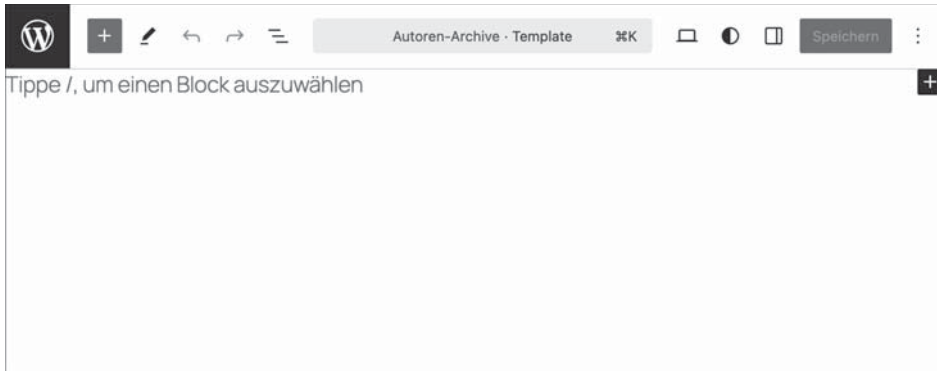 Autoren-Archive · Template ⌘K Speichern
Tippe /, um einen Block auszuwählen